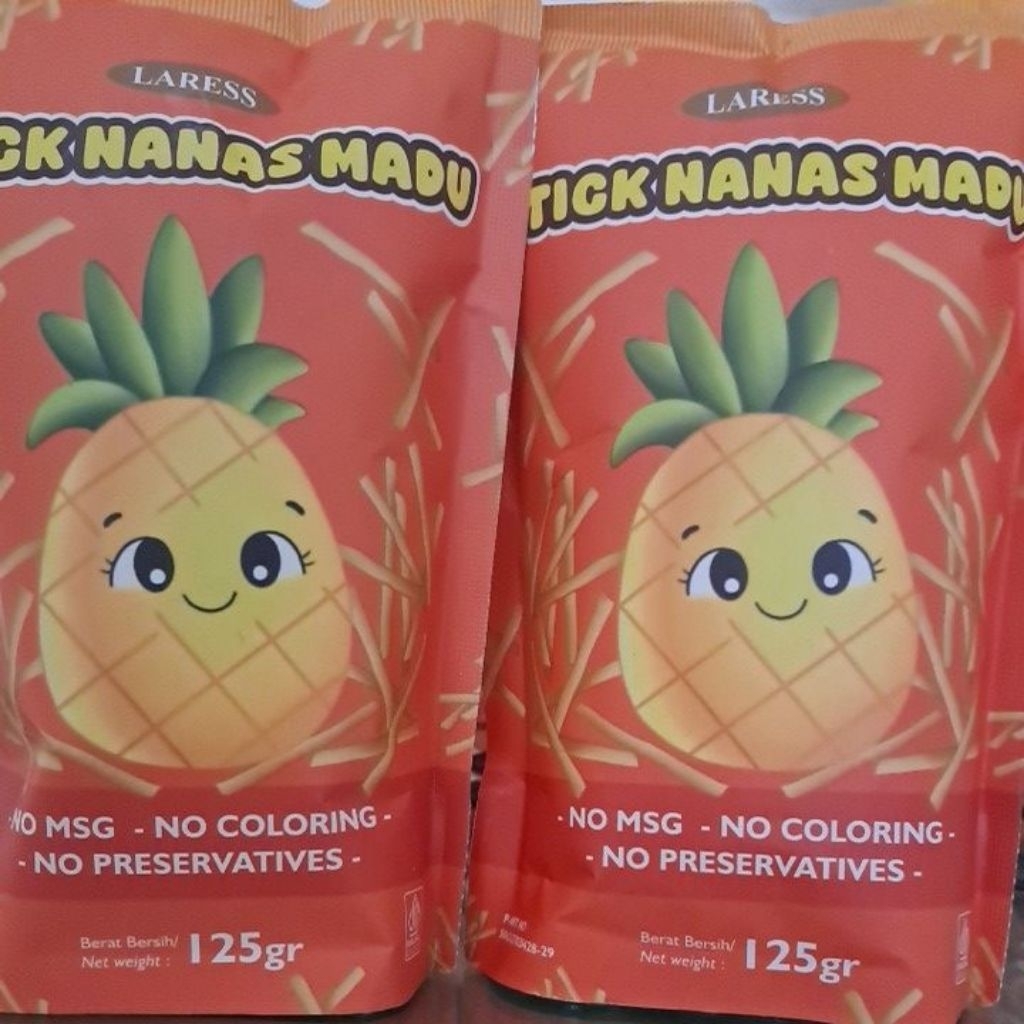 LARESS
CK NANAS MADU
- NO MSG - NO COLORING -
- NO PRESERVATIVES -
Berat Bersih/
Net weight : 125gr
LARESS
TICK NANAS MADU
- NO MSG - NO COLORING -
- NO PRESERVATIVES -
Berat Bersih/
Net weight : 125gr